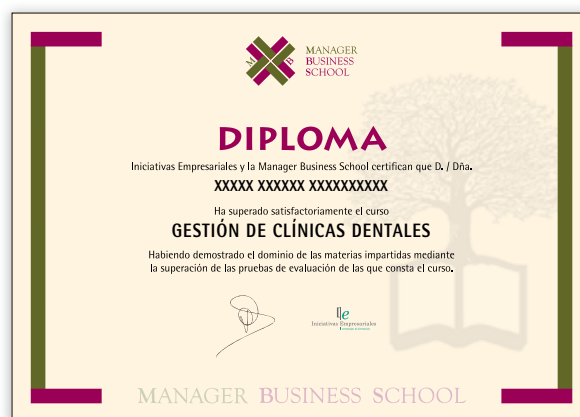 M B
MANAGER
BUSINESS
SCHOOL
DIPLOMA
Iniciativas Empresariales y la Manager Business School certifican que D. / Dña.
XXXXX XXXXXX XXXXXXXXXX
Ha superado satisfactoriamente el curso
GESTIÓN DE CLÍNICAS DENTALES
Habiendo demostrado el dominio de las materias impartidas mediante
la superación de las pruebas de evaluación de las que consta el curso.
Iniciativas Empresariales
MANAGER BUSINESS SCHOOL